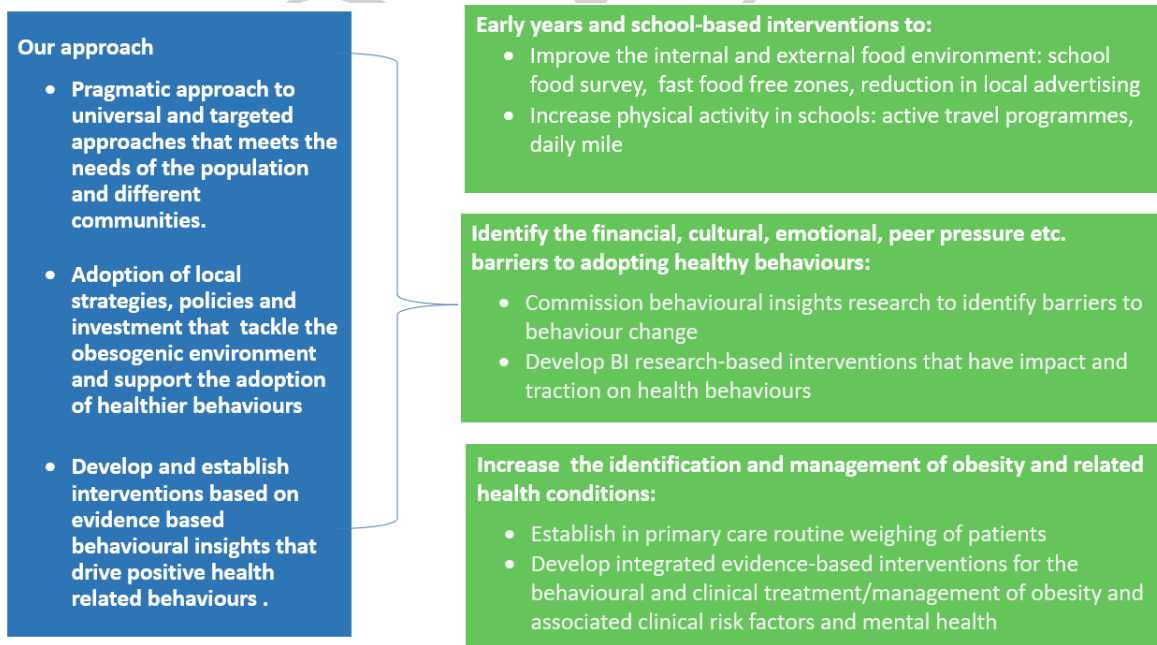 Our approach
• Pragmatic approach to
universal and targeted
approaches that meets the
needs of the population
and different
communities.
• Adoption of local
strategies, policies and
investment that tackle the
obesogenic environment
and support the adoption
of healthier behaviours
• Develop and establish
interventions based on
evidence based
behavioural insights that
drive positive health
related behaviours .
Early years and school-based interventions to:
• Improve the internal and external food environment: school
food survey, fast food free zones, reduction in local advertising
• Increase physical activity in schools: active travel programmes,
daily mile
Identify the financial, cultural, emotional, peer pressure etc.
barriers to adopting healthy behaviours:
• Commission behavioural insights research to identify barriers to
behaviour change
• Develop BI research-based interventions that have impact and
traction on health behaviours
Increase the identification and management of obesity and related
health conditions:
• Establish in primary care routine weighing of patients
• Develop integrated evidence-based interventions for the
behavioural and clinical treatment/management of obesity and
associated clinical risk factors and mental health